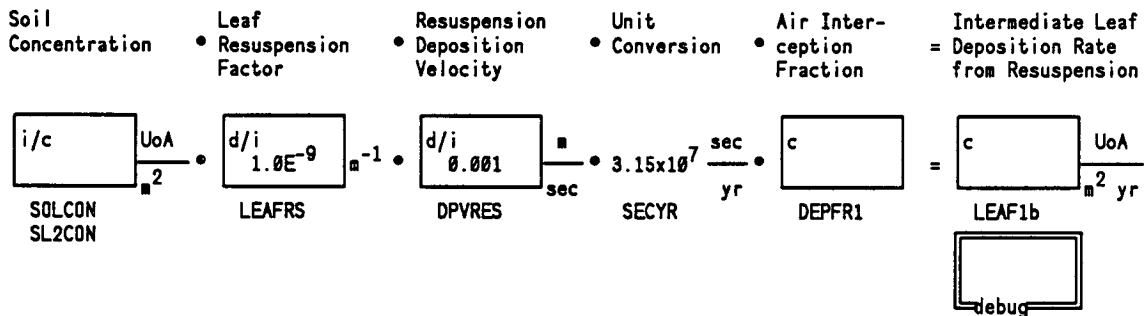 Soil Leaf Resuspension Unit Air Inter- Intermediate Leaf
Concentration • Resuspension • Deposition • Conversion • ception = Deposition Rate
Factor Velocity Fraction from Resuspension
i/c UoA d/i d/i m sec c c UoA
• 1.0E⁻⁹ m⁻¹ • 0.001 • 3.15x10⁷ • =
m² sec yr m² yr
SOLCON LEAFRS DPVRES SECYR DEPFR1 LEAF1b
SL2CON
debug